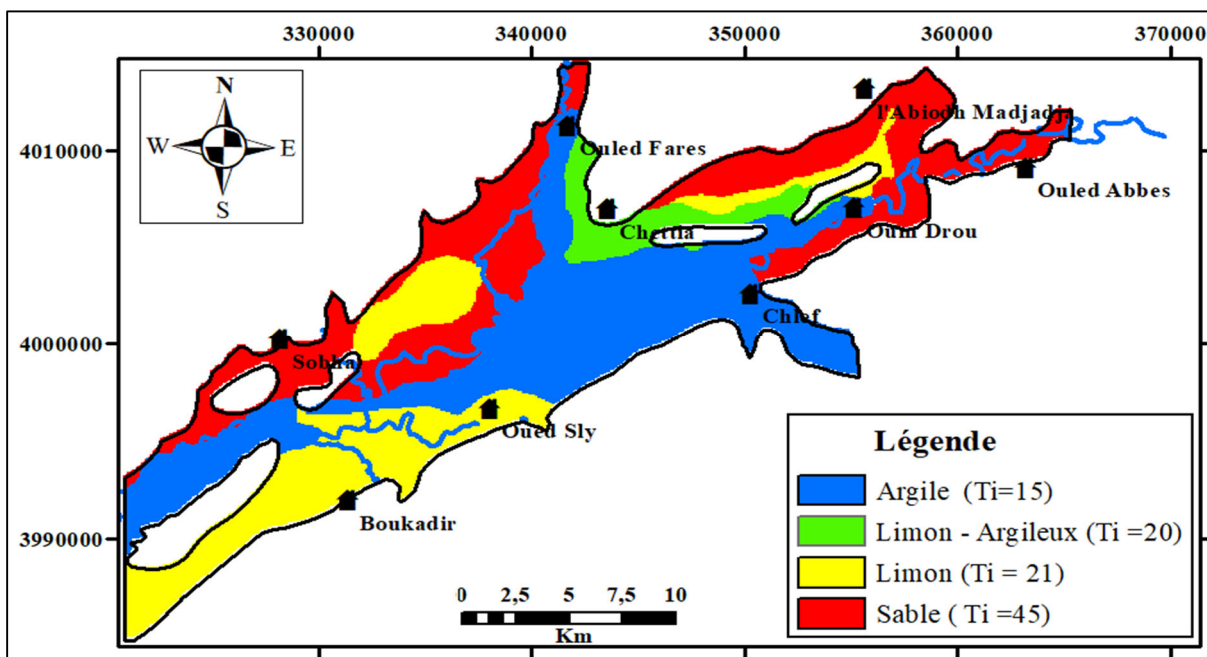 330000 340000 350000 360000 370000
N
W E
S
4010000
4000000
3990000
l'Abiodh Madjadja
Ouled Fares
Ouled Abbes
Chettia
Oum Drou
Chlef
Sobha
Oued Sly
Boukadir
0 2,5 5 7,5 10
Km
Légende
Argile (Ti=15)
Limon - Argileux (Ti =20)
Limon (Ti = 21)
Sable ( Ti =45)